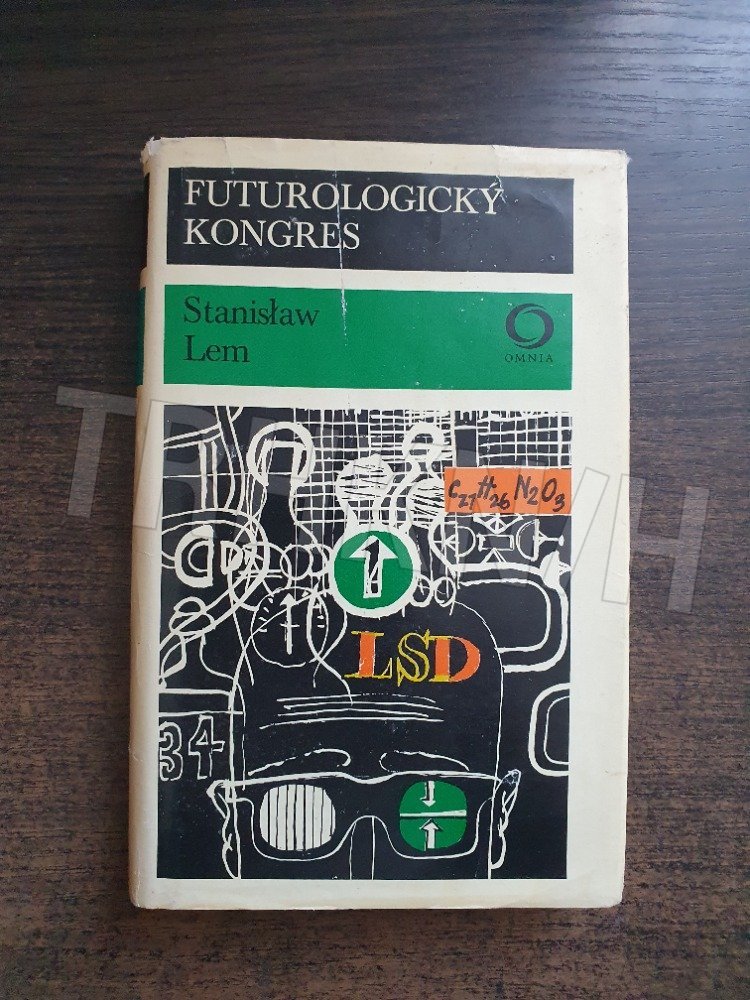 FUTUROLOGICKÝ
KONGRES
Stanisław
Lem
OMNIA
C₂₇H₂₆N₂O₃
LSD
34